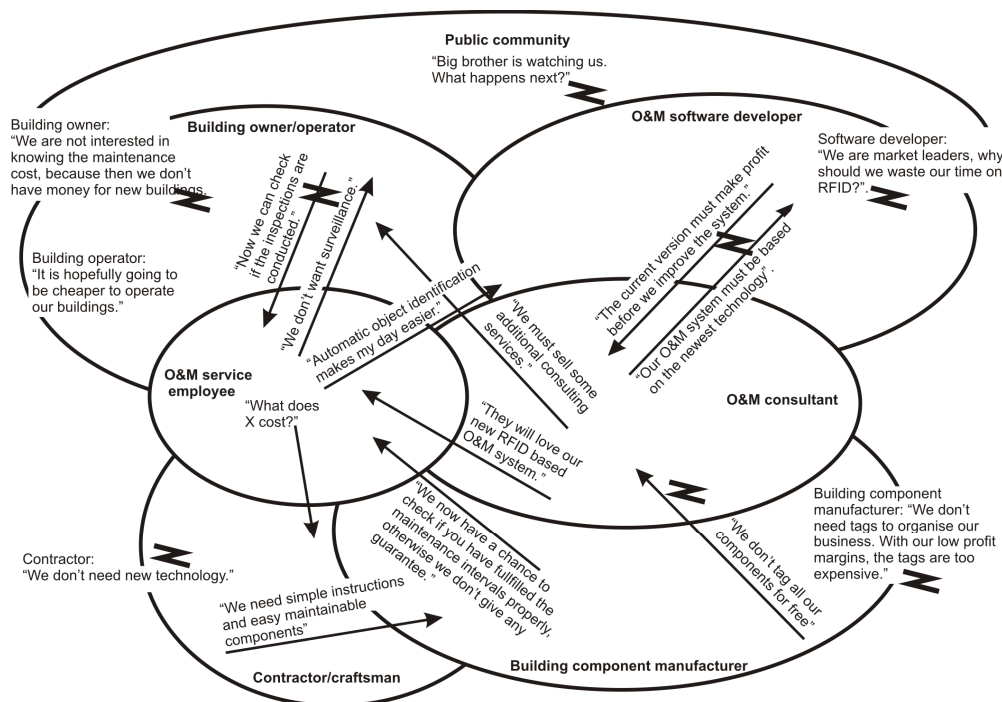 Public community
“Big brother is watching us.
What happens next?”
Building owner:
“We are not interested in
knowing the maintenance
cost, because then we don't
have money for new buildings.
Building owner/operator
O&M software developer
Software developer:
“We are market leaders, why
should we waste our time on
RFID?”.
“Now we can check
if the inspections are
conducted.”
“We don't want surveillance.”
“The current version must make profit
before we improve the system.”
“Our O&M system must be based
on the newest technology”.
Building operator:
“It is hopefully going to
be cheaper to operate
our buildings.”
“Automatic object identification
makes my day easier.”
“We must sell some
additional consulting
services.”
O&M service
employee
“What does
X cost?”
O&M consultant
“They will love our
new RFID based
O&M system.”
“We now have a chance to
check if you have fullfilled the
maintenance intervals properly,
otherwise we don't give any
guarantee.”
“We don't tag all our
components for free”
Building component
manufacturer: “We don't
need tags to organise our
business. With our low profit
margins, the tags are too
expensive.”
Contractor:
“We don't need new technology.”
“We need simple instructions
and easy maintainable
components”
Building component manufacturer
Contractor/craftsman